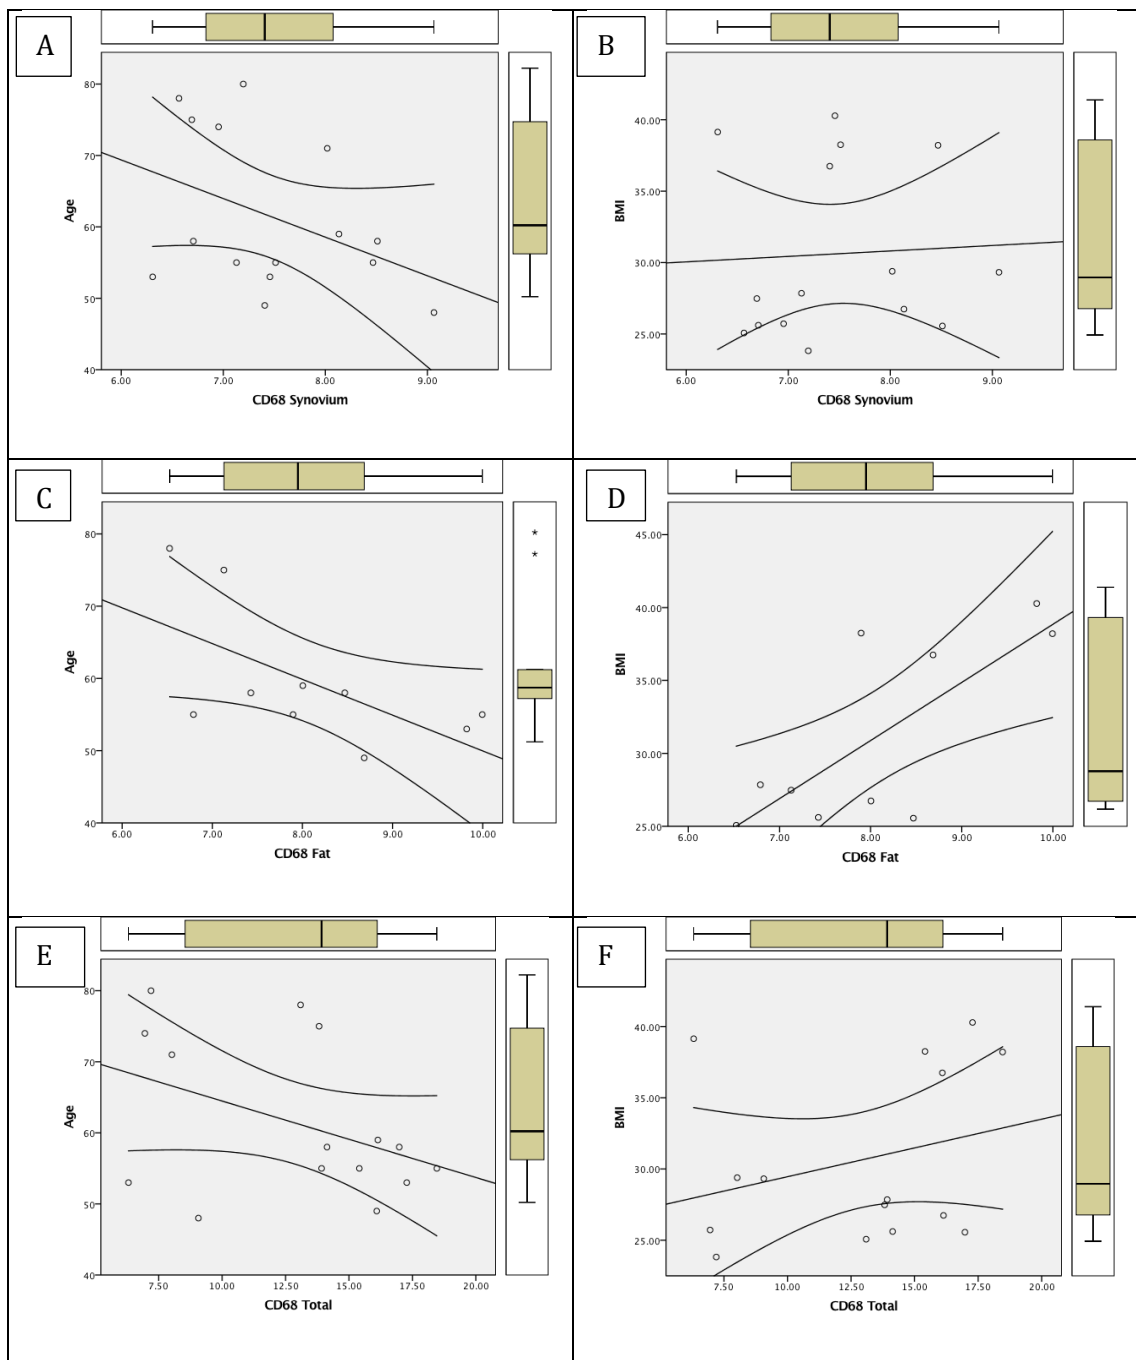 A
Age
80
70
60
50
40
6.00 7.00 8.00 9.00
CD68 Synovium
B
BMI
40.00
35.00
30.00
25.00
6.00 7.00 8.00 9.00
CD68 Synovium
C
Age
80
70
60
50
40
6.00 7.00 8.00 9.00 10.00
CD68 Fat
* 
*
D
BMI
45.00
40.00
35.00
30.00
25.00
6.00 7.00 8.00 9.00 10.00
CD68 Fat
E
Age
80
70
60
50
40
7.50 10.00 12.50 15.00 17.50 20.00
CD68 Total
F
BMI
40.00
35.00
30.00
25.00
7.50 10.00 12.50 15.00 17.50 20.00
CD68 Total